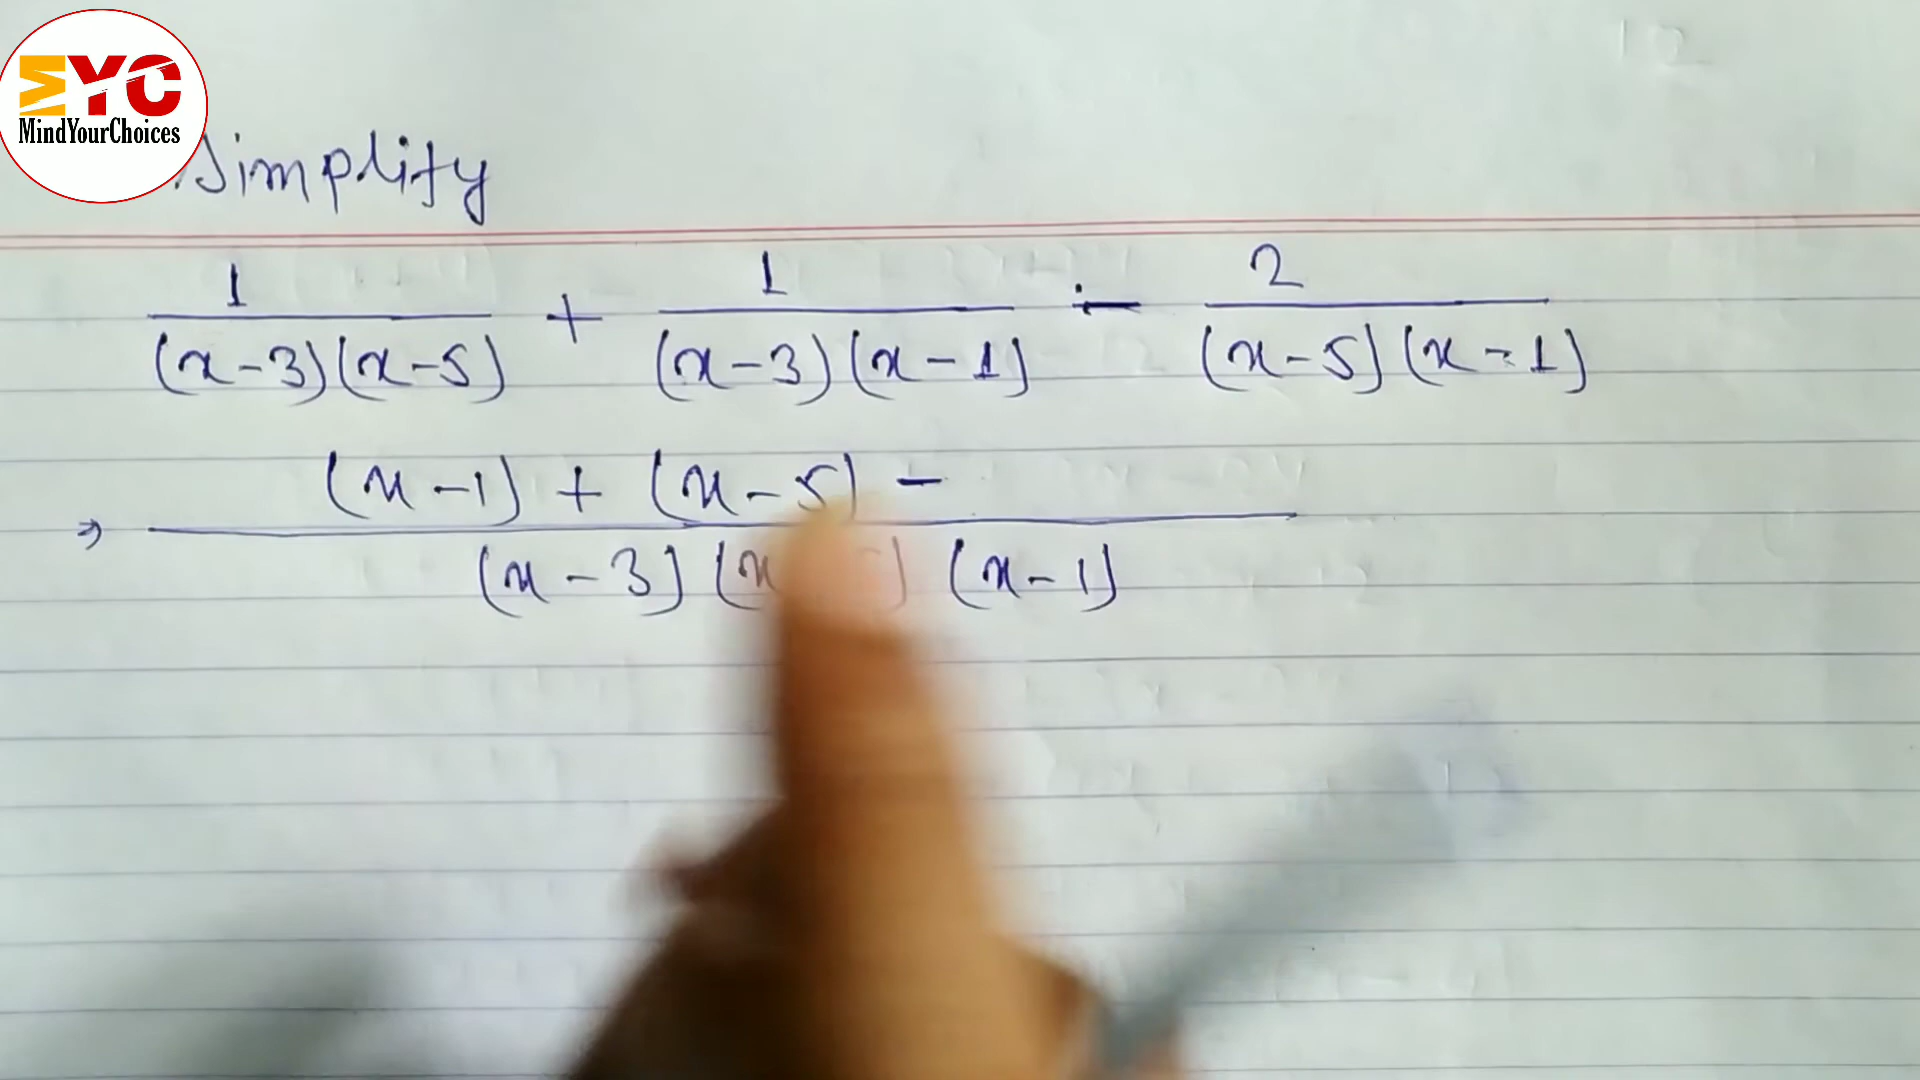 MYC
MindYourChoices
Simplify
1/((x-3)(x-5)) + 1/((x-3)(x-1)) - 2/((x-5)(x-1))
⇒ ((x-1) + (x-5) -)/((x-3)(x )(x-1))